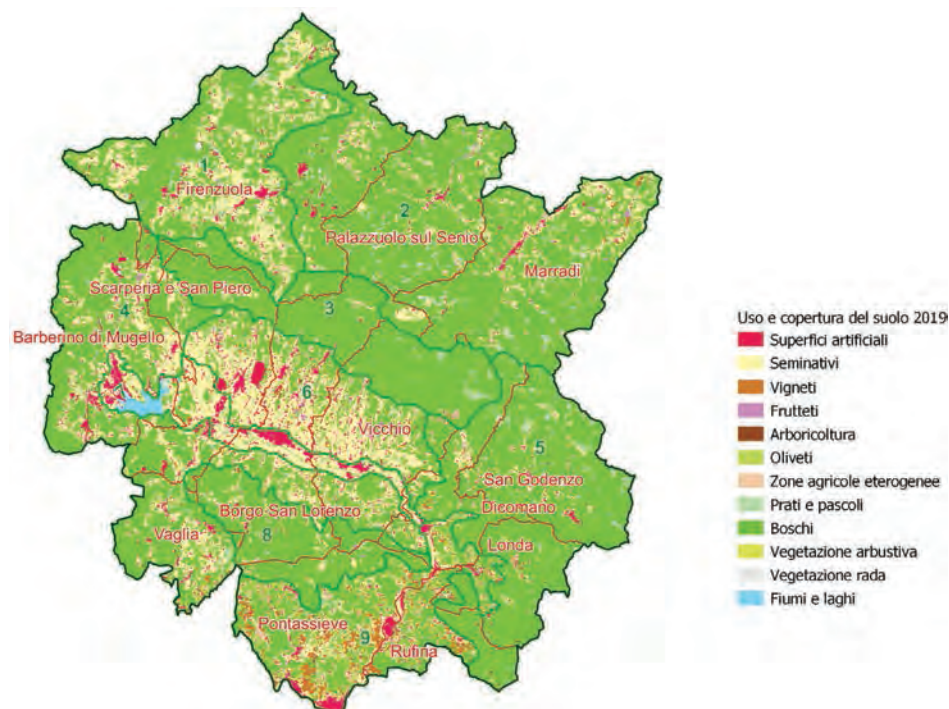 1
Firenzuola
2
Palazzuolo sul Senio
Marradi
Scarperia e San Piero
3
4
Barberino di Mugello
6
Vicchio
5
San Godenzo
Dicomano
Borgo San Lorenzo
Vaglia
8
Londa
Pontassieve
9
Rufina
Uso e copertura del suolo 2019
Superfici artificiali
Seminativi
Vigneti
Frutteti
Arboricoltura
Oliveti
Zone agricole eterogenee
Prati e pascoli
Boschi
Vegetazione arbustiva
Vegetazione rada
Fiumi e laghi